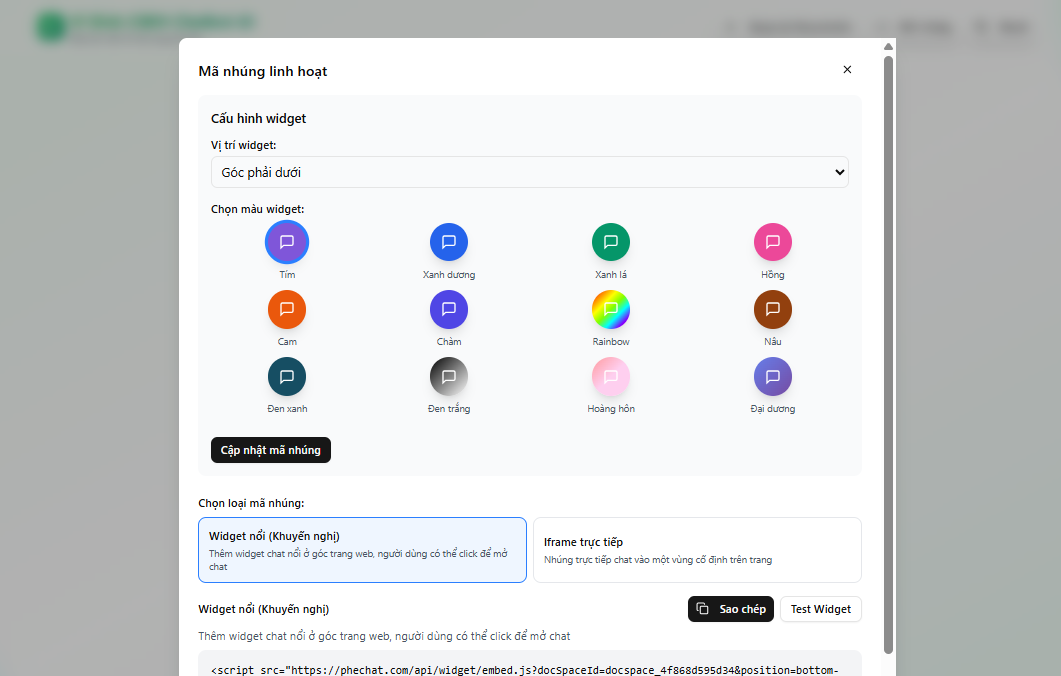 Mã nhúng linh hoạt
Cấu hình widget
Vị trí widget:
Góc phải dưới
Chọn màu widget:
Tím
Xanh dương
Xanh lá
Hồng
Cam
Chàm
Rainbow
Nâu
Đen xanh
Đen trắng
Hoàng hôn
Đại dương
Cập nhật mã nhúng
Chọn loại mã nhúng:
Widget nổi (Khuyến nghị)
Thêm widget chat nổi ở góc trang web, người dùng có thể click để mở
chat
Iframe trực tiếp
Nhúng trực tiếp chat vào một vùng cố định trên trang
Widget nổi (Khuyến nghị)
Sao chép
Test Widget
Thêm widget chat nổi ở góc trang web, người dùng có thể click để mở chat
<script src="https://phechat.com/api/widget/embed.js?docSpaceId=docspace_4f868d595d34&position=bottom-